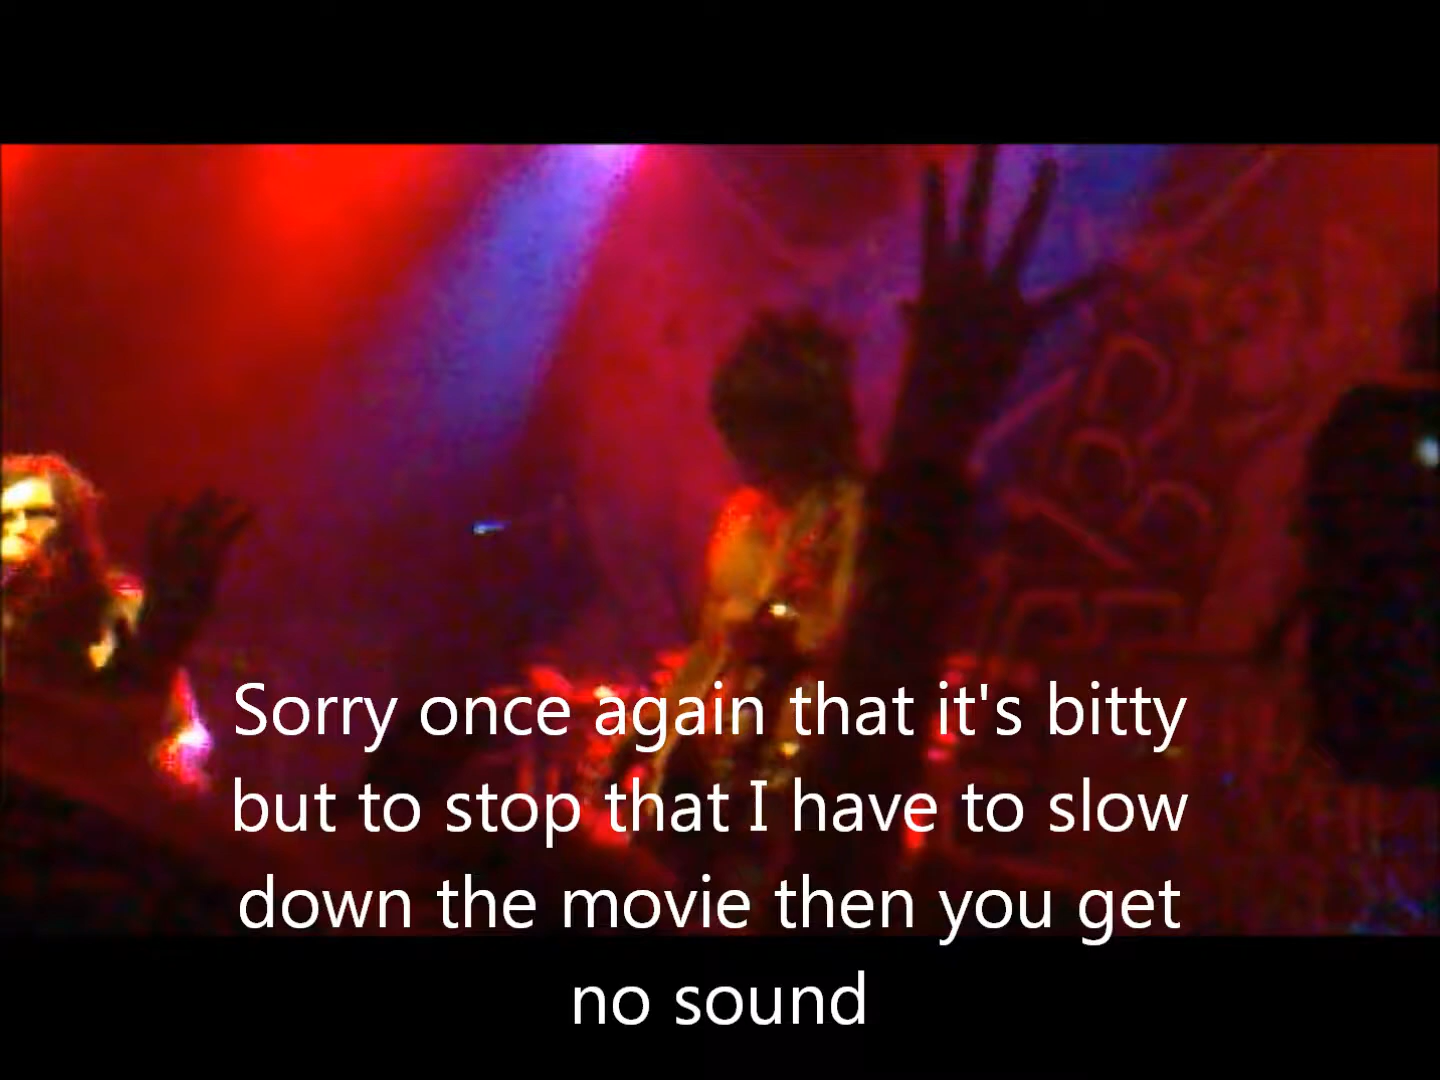 Sorry once again that it's bitty
but to stop that I have to slow
down the movie then you get
no sound